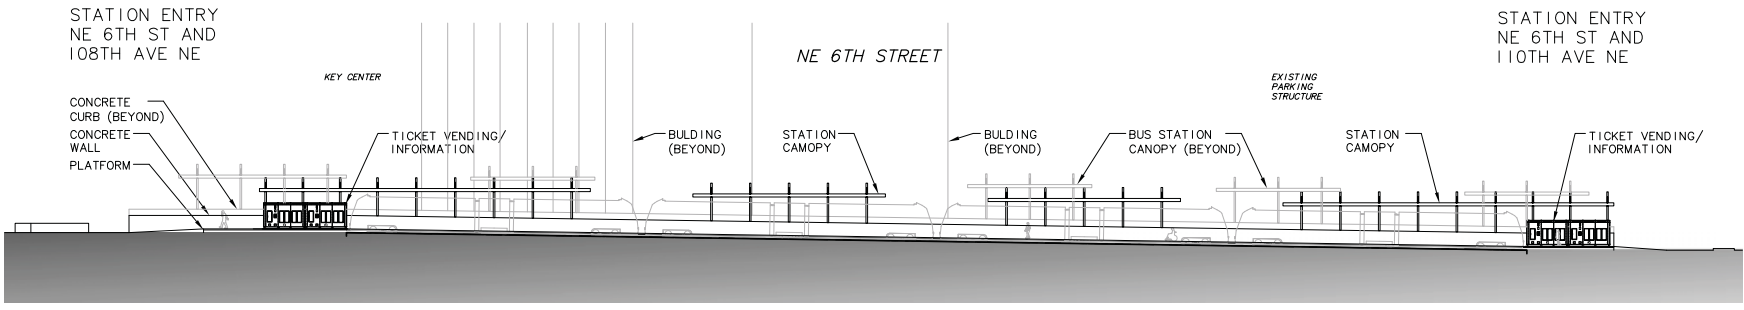 STATION ENTRY
NE 6TH ST AND
108TH AVE NE
STATION ENTRY
NE 6TH ST AND
110TH AVE NE
NE 6TH STREET
KEY CENTER
EXISTING
PARKING
STRUCTURE
CONCRETE
CURB (BEYOND)
CONCRETE
WALL
PLATFORM
TICKET VENDING/
INFORMATION
BULDING
(BEYOND)
STATION
CAMOPY
BULDING
(BEYOND)
BUS STATION
CANOPY (BEYOND)
STATION
CAMOPY
TICKET VENDING/
INFORMATION